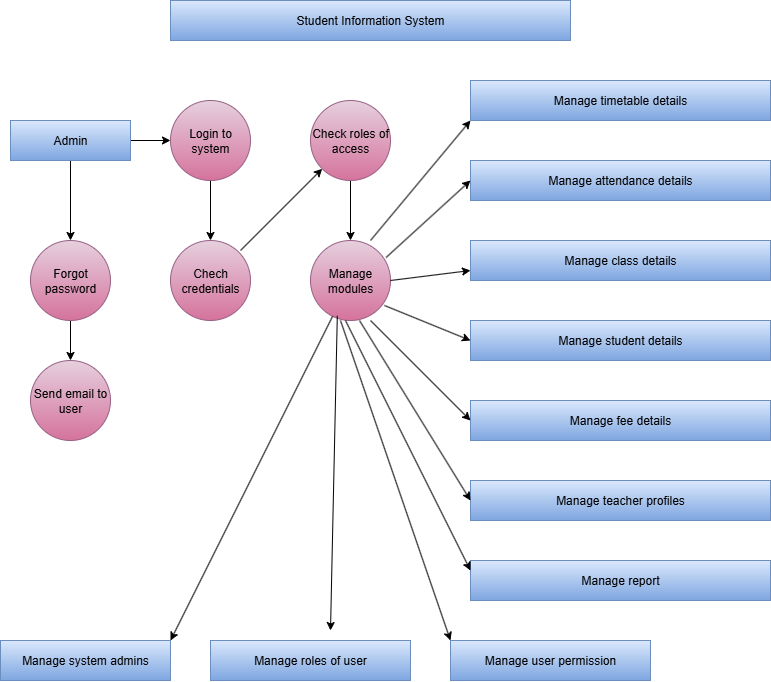 Student Information System
Manage timetable details
Admin
Login to
system
Check roles of
access
Manage attendance details
Manage class details
Forgot
password
Chech
credentials
Manage
modules
Manage student details
Send email to
user
Manage fee details
Manage teacher profiles
Manage report
Manage system admins
Manage roles of user
Manage user permission